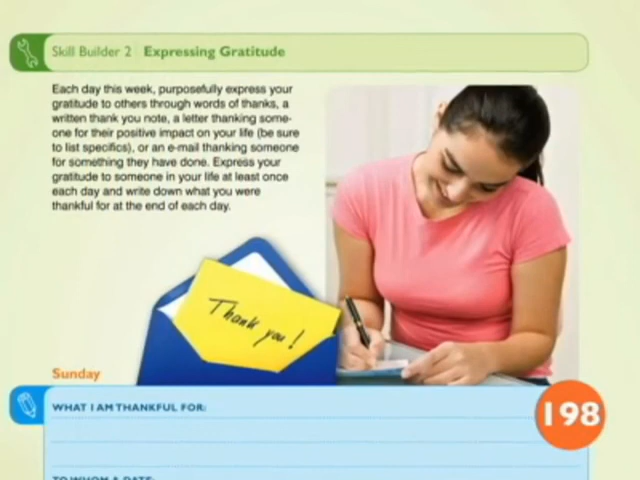 Skill Builder 2 Expressing Gratitude
Each day this week, purposefully express your
gratitude to others through words of thanks, a
written thank you note, a letter thanking some-
one for their positive impact on your life (be sure
to list specifics), or an e-mail thanking someone
for something they have done. Express your
gratitude to someone in your life at least once
each day and write down what you were
thankful for at the end of each day.
Thank you!
Sunday
WHAT I AM THANKFUL FOR:
198
TO WHOM & DATE: